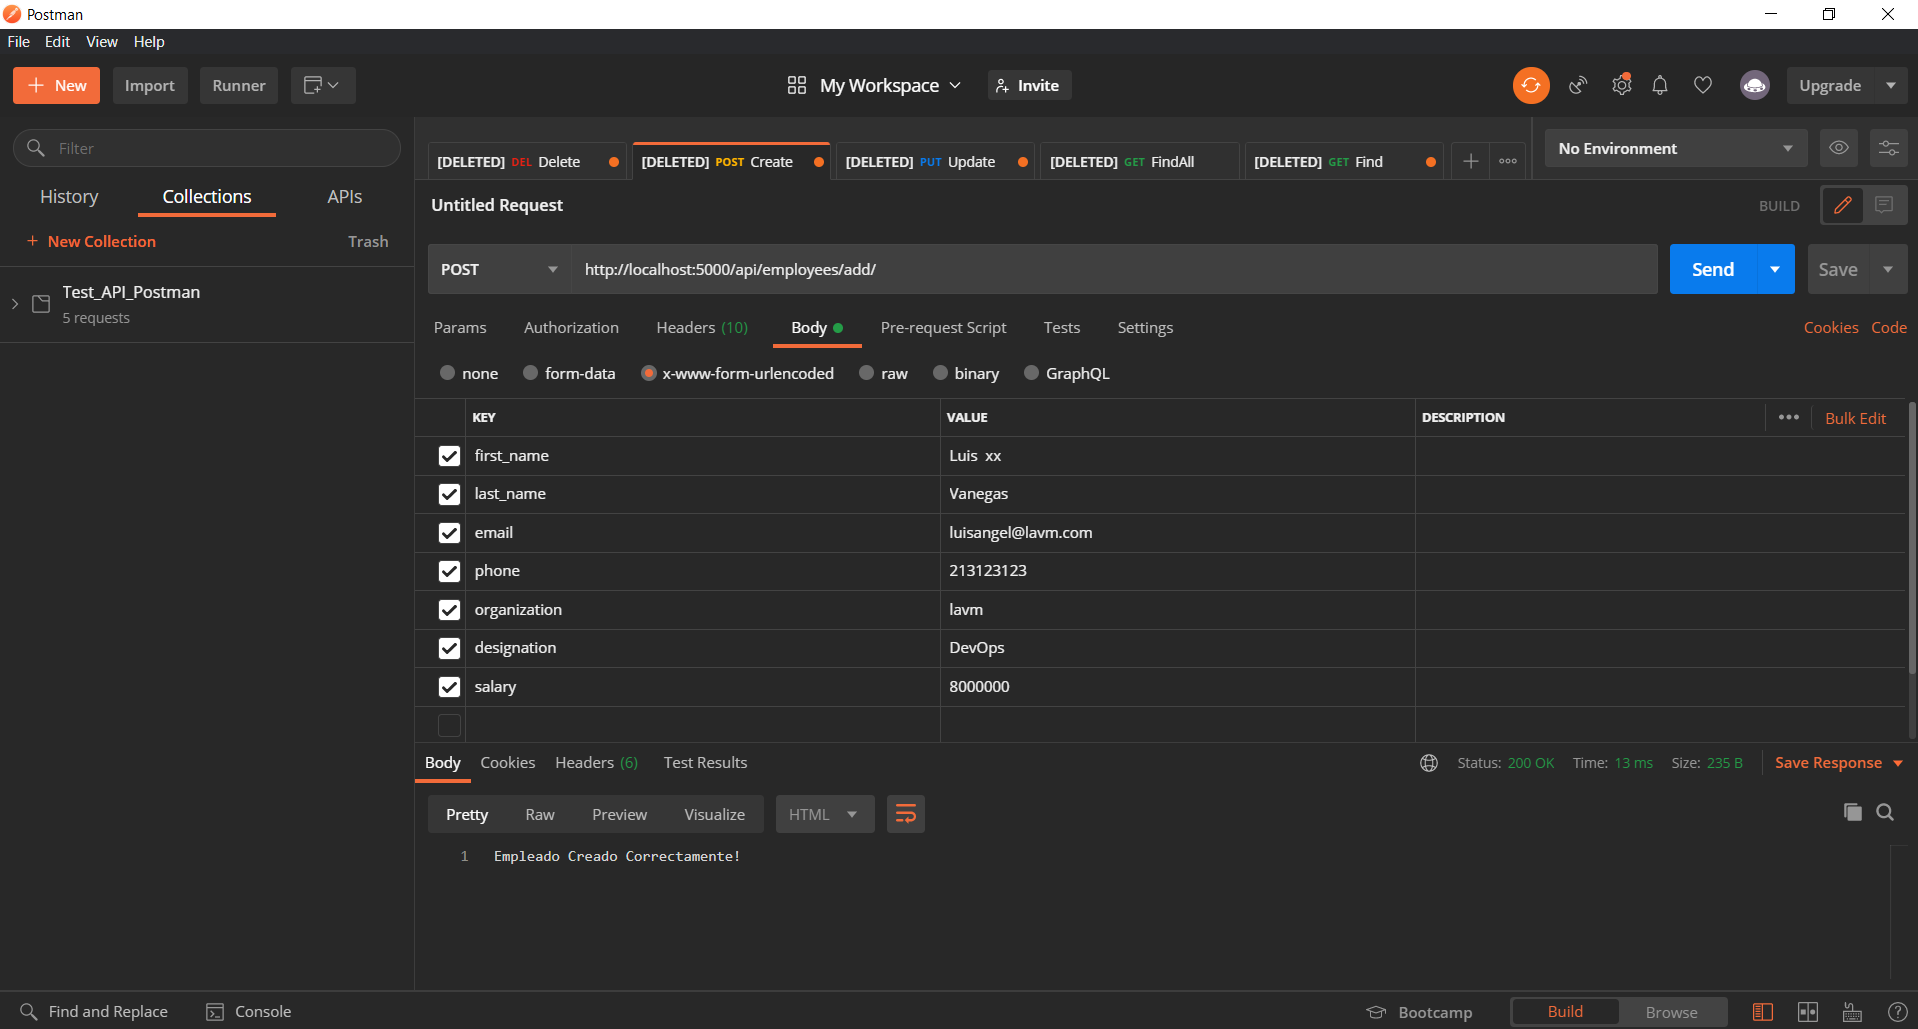 Postman
File Edit View Help
New Import Runner My Workspace Invite Upgrade
Filter
History Collections APIs
+ New Collection Trash
Test_API_Postman
5 requests
[DELETED] DEL Delete [DELETED] POST Create [DELETED] PUT Update [DELETED] GET FindAll [DELETED] GET Find No Environment
Untitled Request BUILD
POST http://localhost:5000/api/employees/add/ Send Save
Params Authorization Headers (10) Body Pre-request Script Tests Settings Cookies Code
none form-data x-www-form-urlencoded raw binary GraphQL
KEY VALUE DESCRIPTION Bulk Edit
first_name Luis xx
last_name Vanegas
email luisangel@lavm.com
phone 213123123
organization lavm
designation DevOps
salary 8000000
Body Cookies Headers (6) Test Results Status: 200 OK Time: 13 ms Size: 235 B Save Response
Pretty Raw Preview Visualize HTML
1 Empleado Creado Correctamente!
Find and Replace Console Bootcamp Build Browse